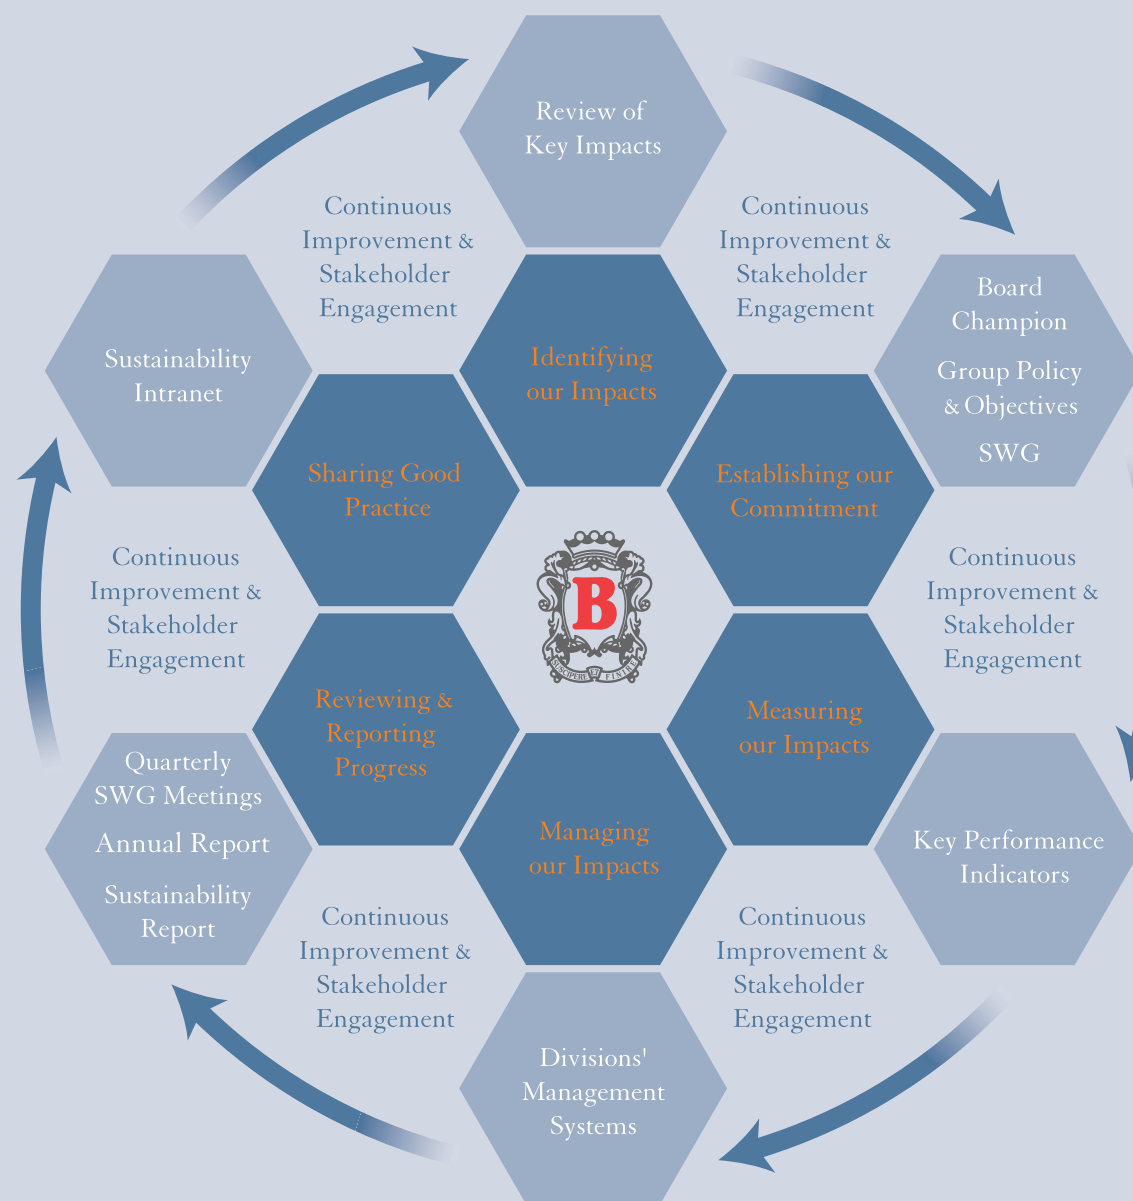 Review of
Key Impacts
Continuous
Improvement &
Stakeholder
Engagement
Continuous
Improvement &
Stakeholder
Engagement
Board
Champion
Group Policy
& Objectives
SWG
Sustainability
Intranet
Identifying
our Impacts
Sharing Good
Practice
Establishing our
Commitment
Continuous
Improvement &
Stakeholder
Engagement
B
SUSCIPERE ET FINIRE
Continuous
Improvement &
Stakeholder
Engagement
Reviewing &
Reporting
Progress
Measuring
our Impacts
Quarterly
SWG Meetings
Annual Report
Sustainability
Report
Managing
our Impacts
Key Performance
Indicators
Continuous
Improvement &
Stakeholder
Engagement
Continuous
Improvement &
Stakeholder
Engagement
Divisions'
Management
Systems